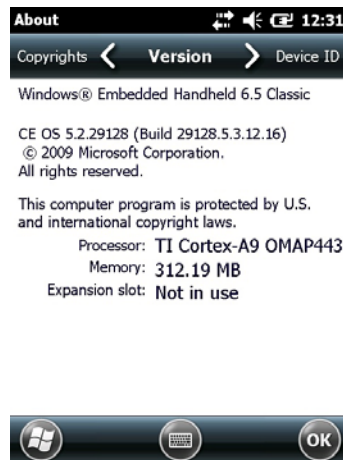 About 12:31
Copyrights Version Device ID
Windows® Embedded Handheld 6.5 Classic
CE OS 5.2.29128 (Build 29128.5.3.12.16)
© 2009 Microsoft Corporation.
All rights reserved.
This computer program is protected by U.S.
and international copyright laws.
Processor: TI Cortex-A9 OMAP443
Memory: 312.19 MB
Expansion slot: Not in use
OK